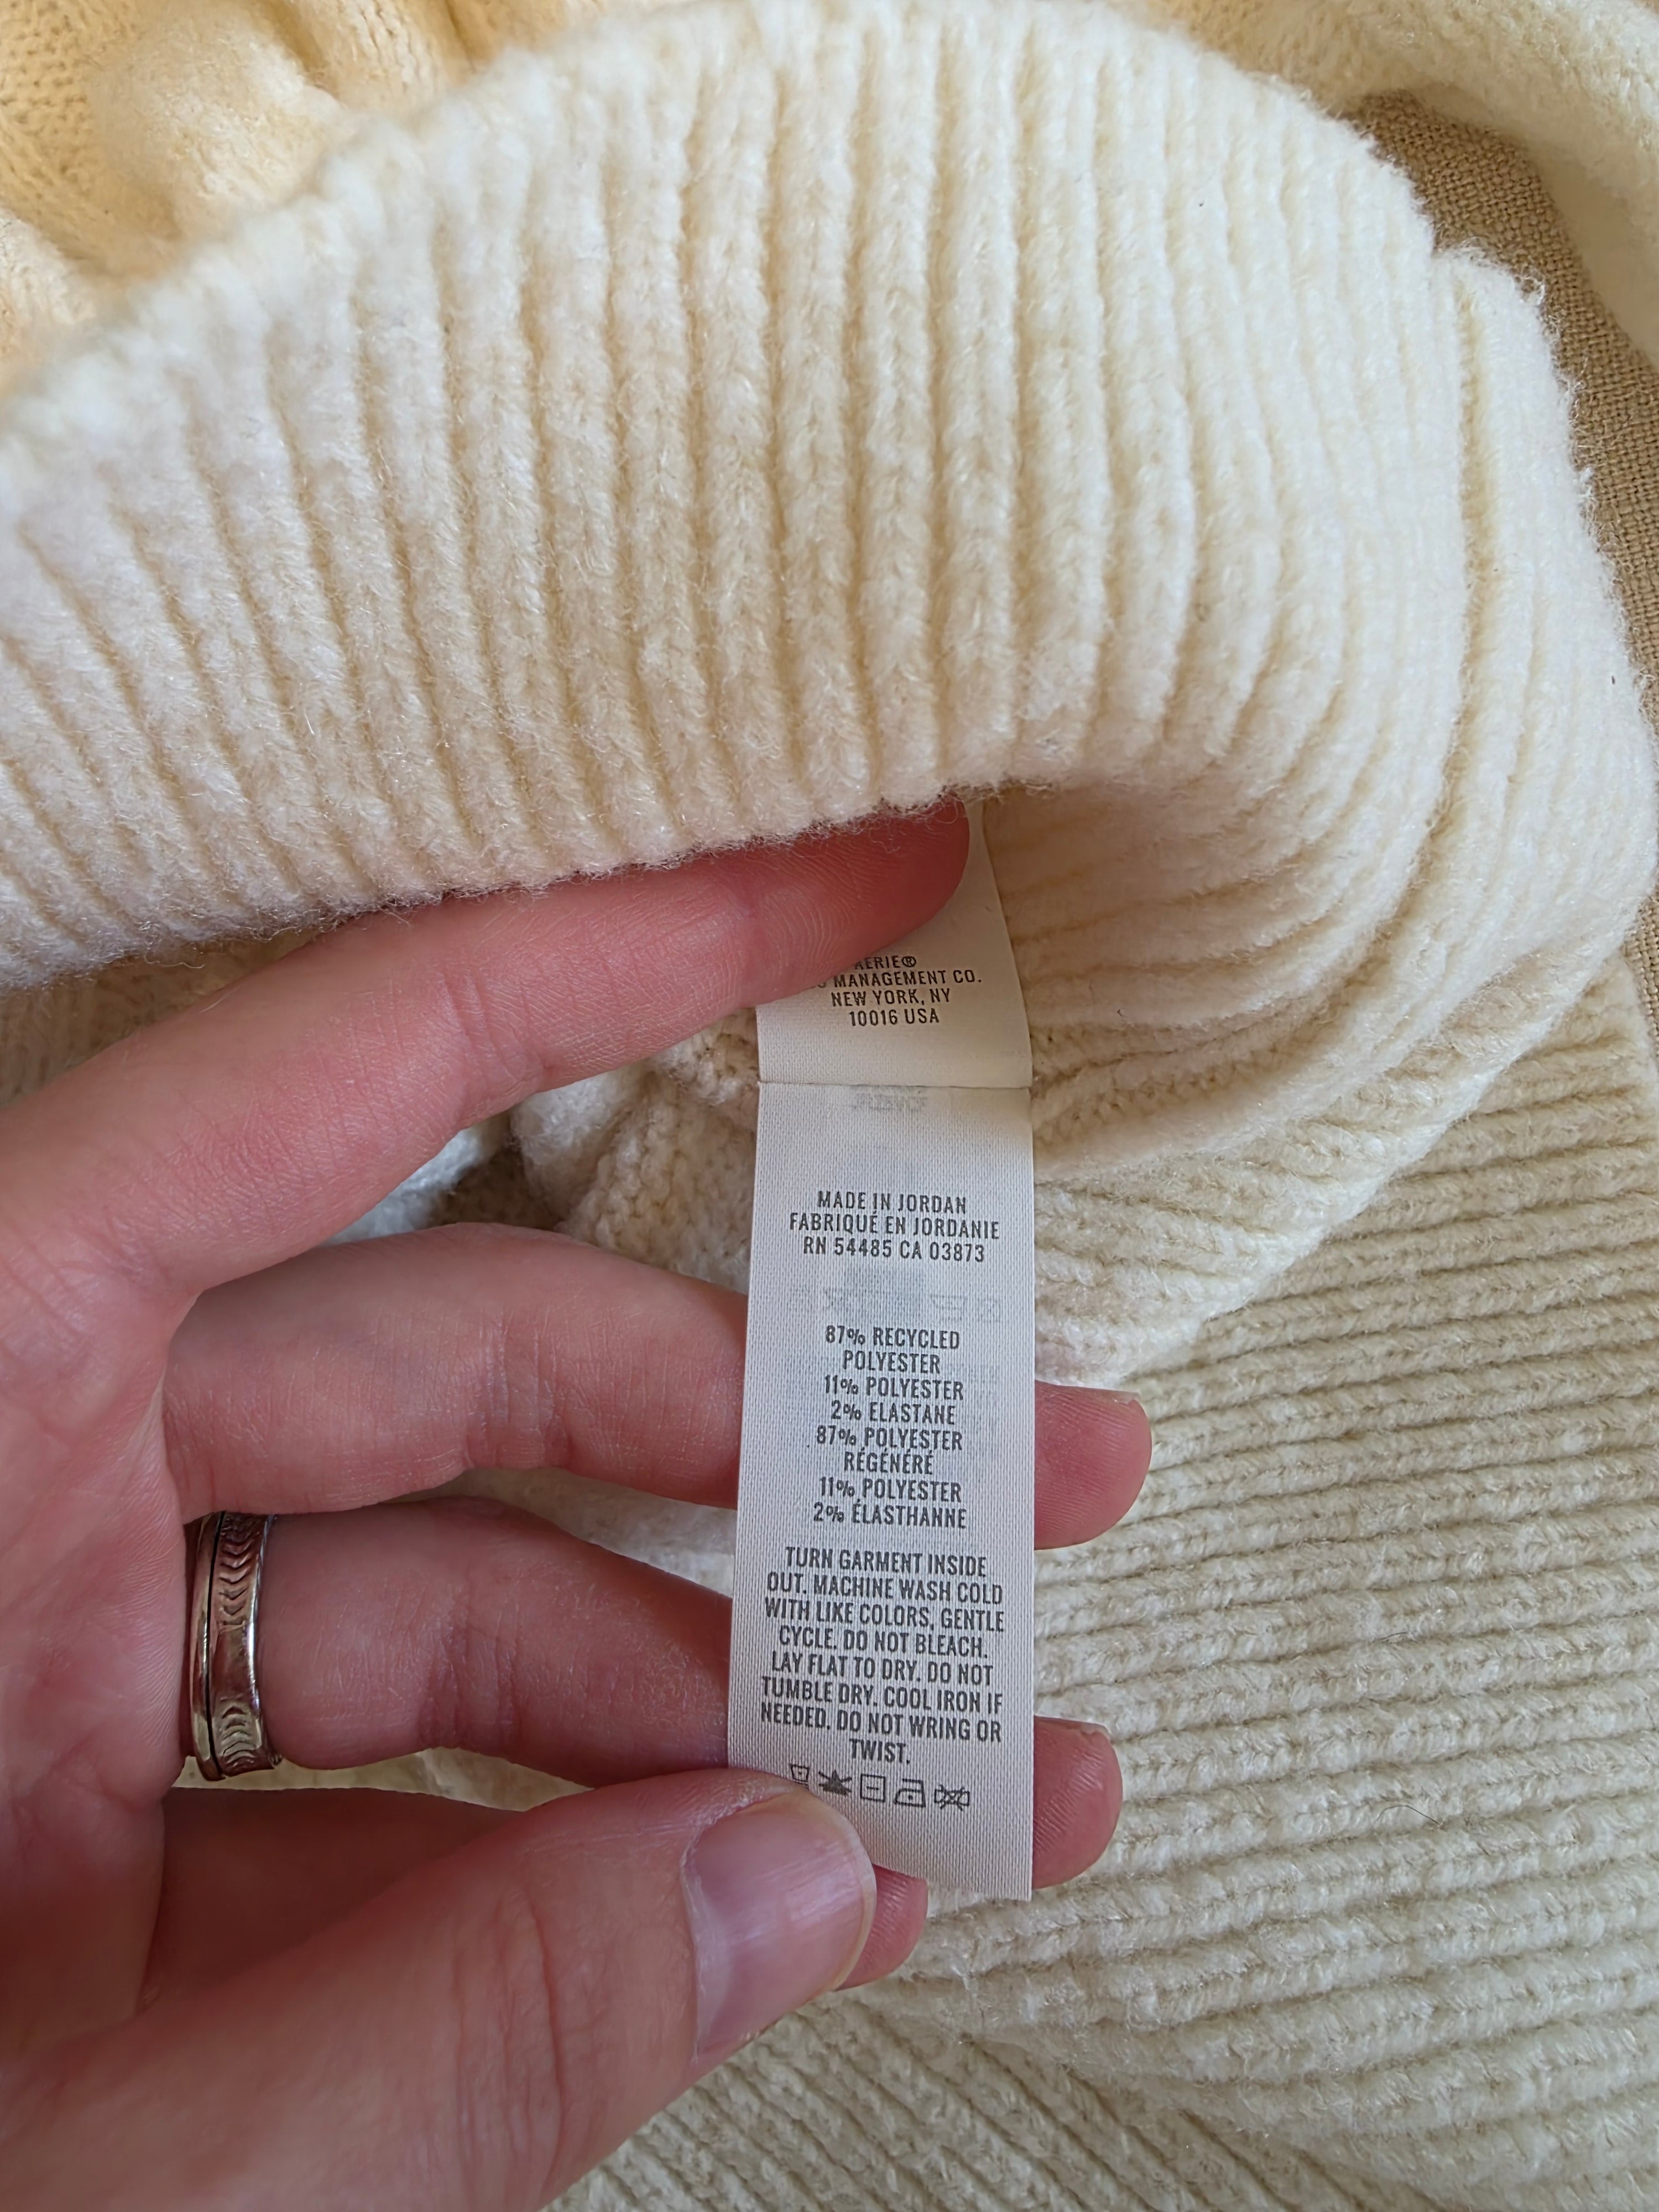 AERIE®
MANAGEMENT CO.
NEW YORK, NY
10016 USA
MADE IN JORDAN
FABRIQUÉ EN JORDANIE
RN 54485 CA 03873
87% RECYCLED
POLYESTER
11% POLYESTER
2% ELASTANE
87% POLYESTER
RÉGÉNÉRÉ
11% POLYESTER
2% ÉLASTHANNE
TURN GARMENT INSIDE
OUT. MACHINE WASH COLD
WITH LIKE COLORS, GENTLE
CYCLE. DO NOT BLEACH.
LAY FLAT TO DRY. DO NOT
TUMBLE DRY. COOL IRON IF
NEEDED. DO NOT WRING OR
TWIST.